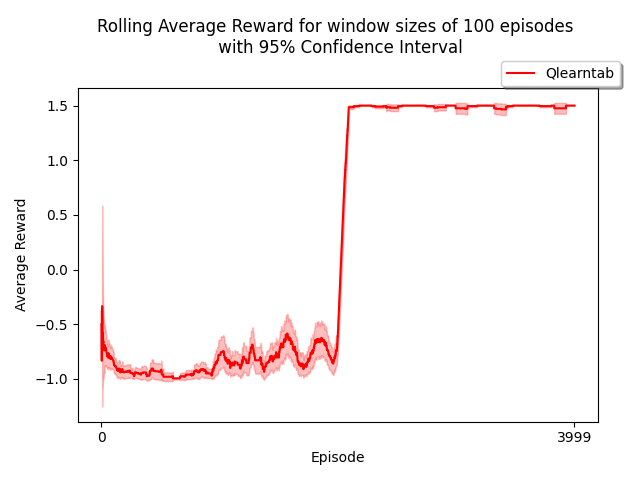 Rolling Average Reward for window sizes of 100 episodes
with 95% Confidence Interval
Qlearntab
1.5
1.0
0.5
0.0
−0.5
−1.0
Average Reward
0
3999
Episode